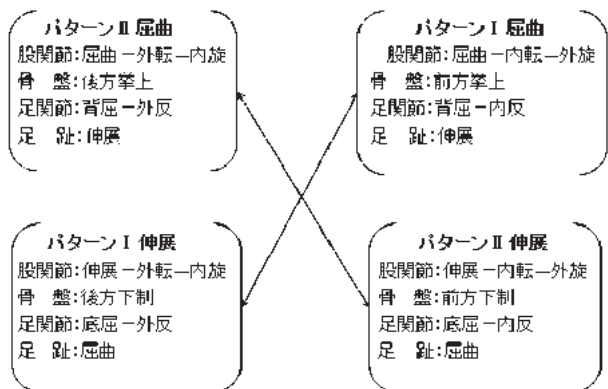 パターンⅡ 屈曲
股関節:屈曲ー外転―内旋
骨 盤:後方挙上
足関節:背屈ー外反
足 趾:伸展
パターンⅠ 屈曲
股関節:屈曲ー内転―外旋
骨 盤:前方挙上
足関節:背屈ー内反
足 趾:伸展
パターンⅠ 伸展
股関節:伸展ー外転―内旋
骨 盤:後方下制
足関節:底屈ー外反
足 趾:屈曲
パターンⅡ 伸展
股関節:伸展ー内転―外旋
骨 盤:前方下制
足関節:底屈ー内反
足 趾:屈曲